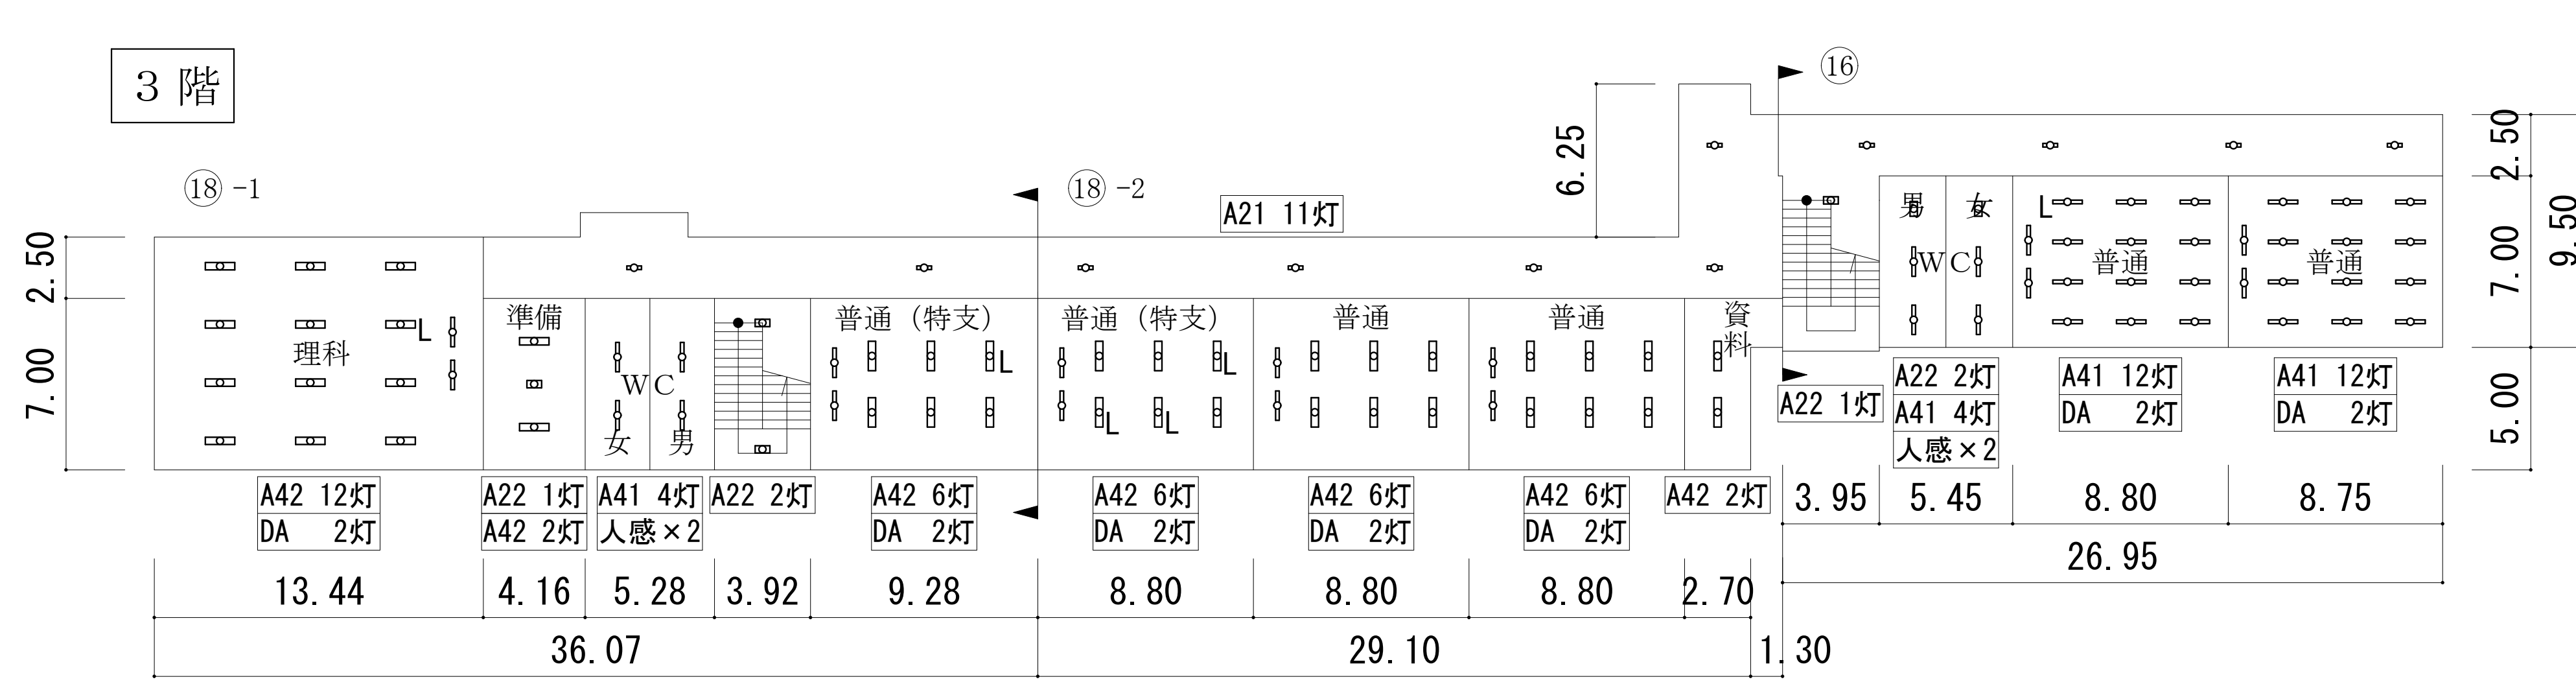 ３階
⑯
⑱-1
⑱-2
A21 11灯
6.25
2.50
7.00
2.50
7.00
9.50
5.00
理科
L
準備
ＷＣ
女
男
普通（特支）
L
普通（特支）
L
L
L
普通
普通
資料
男
女
ＷＣ
L
普通
普通
A42 12灯
DA 2灯
A22 1灯
A42 2灯
A41 4灯
人感×2
A22 2灯
A42 6灯
DA 2灯
A42 6灯
DA 2灯
A42 6灯
DA 2灯
A42 6灯
DA 2灯
A42 2灯
A22 1灯
A22 2灯
A41 4灯
人感×2
A41 12灯
DA 2灯
A41 12灯
DA 2灯
3.95
5.45
8.80
8.75
26.95
13.44
4.16
5.28
3.92
9.28
8.80
8.80
8.80
2.70
36.07
29.10
1.30